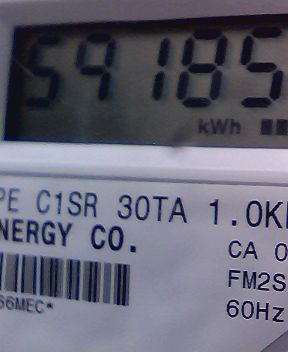 59185
kWh
PE C1SR 30TA 1.0K
NERGY CO.
CA 0
FM2S
56MEC*
60Hz